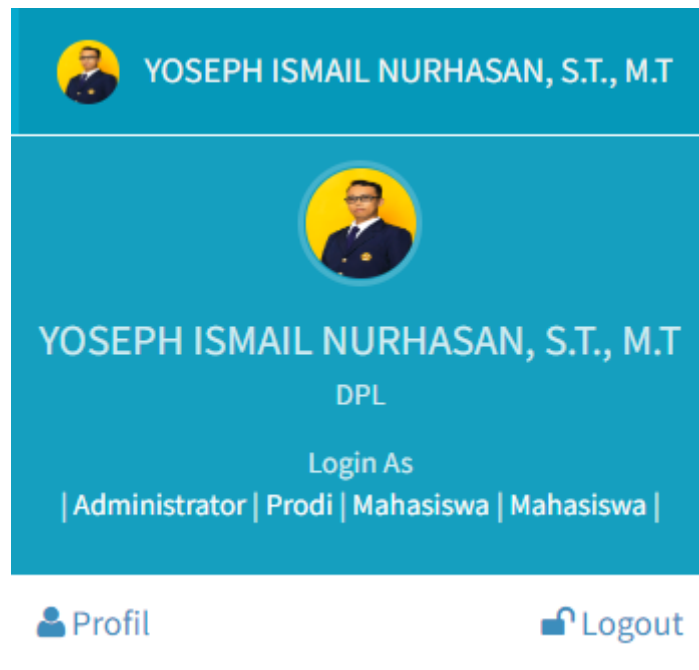 YOSEPH ISMAIL NURHASAN, S.T., M.T
YOSEPH ISMAIL NURHASAN, S.T., M.T
DPL
Login As
| Administrator | Prodi | Mahasiswa | Mahasiswa |
Profil Logout